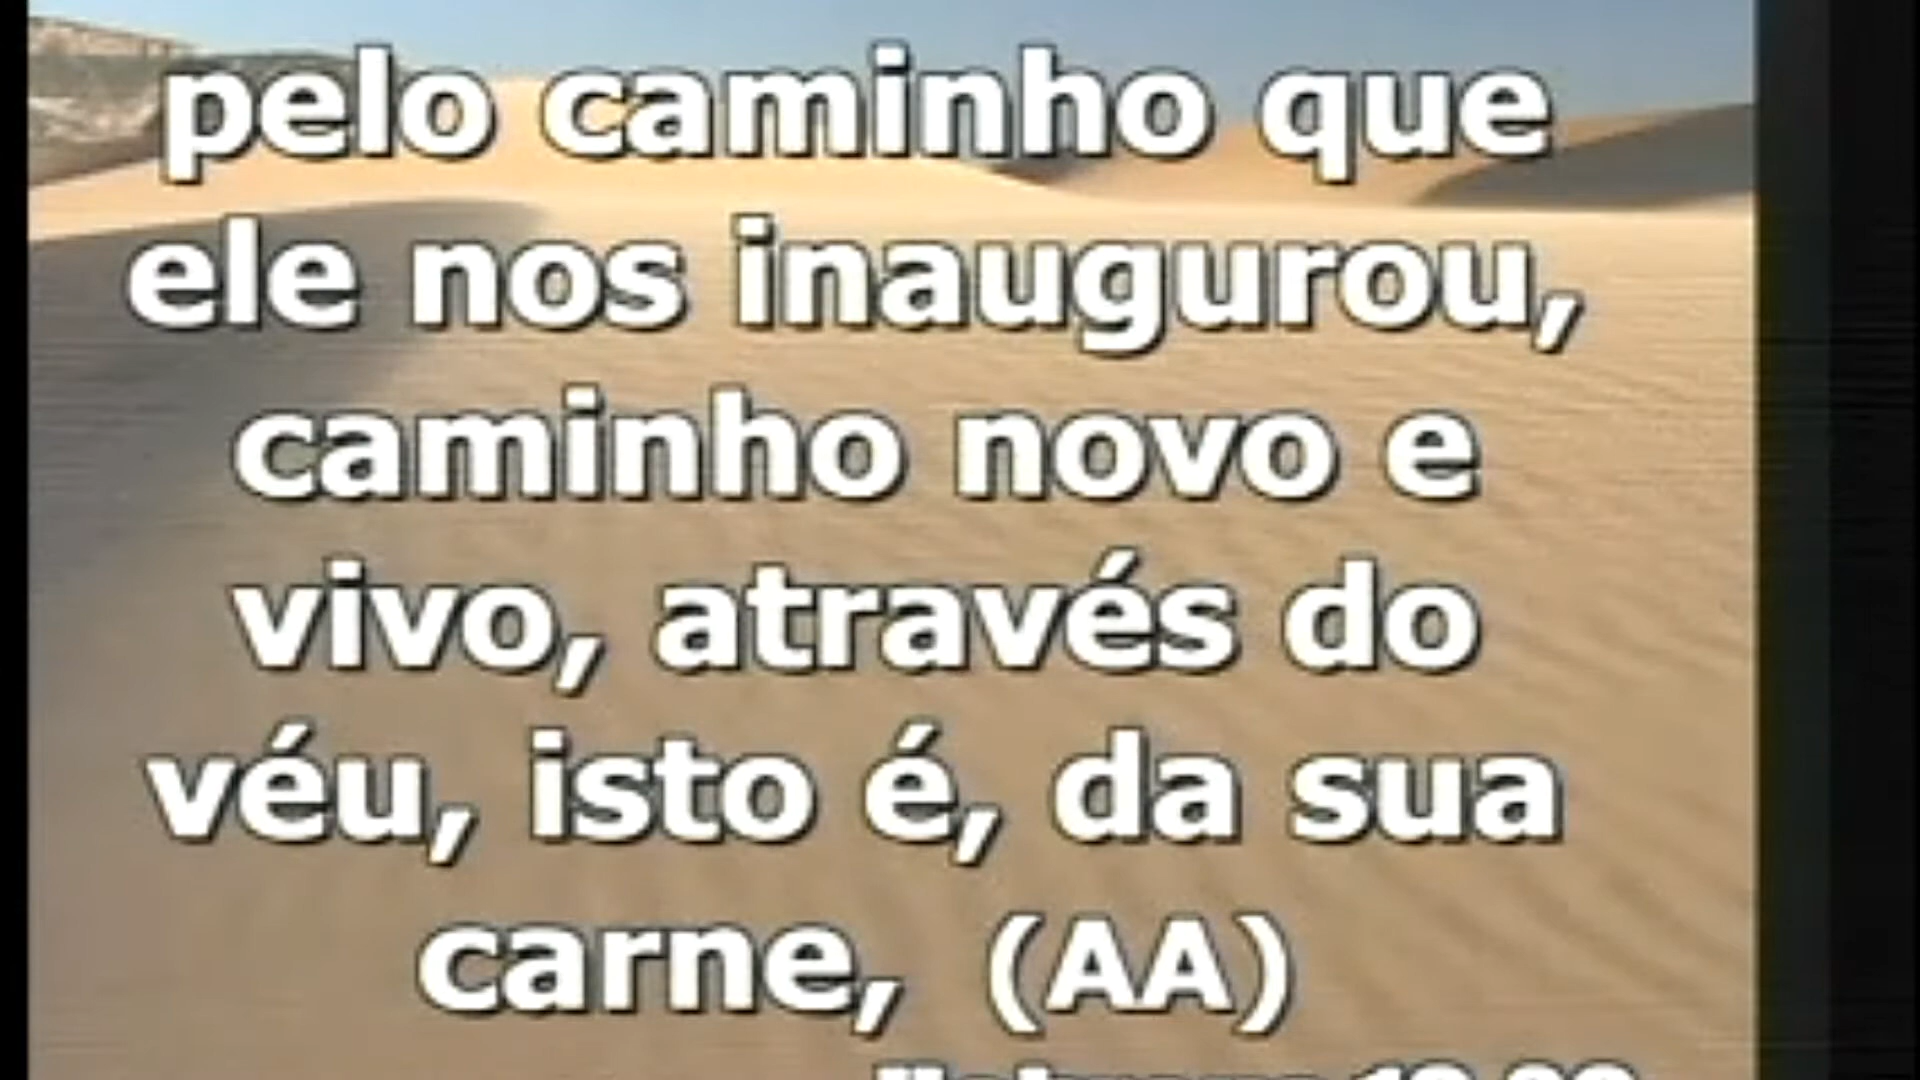 pelo caminho que
ele nos inaugurou,
caminho novo e
vivo, através do
véu, isto é, da sua
carne, (AA)